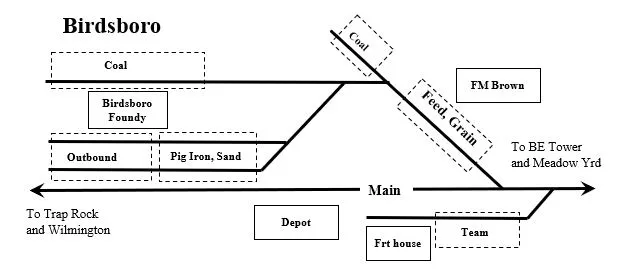 Birdsboro
Coal
Coal
FM Brown
Birdsboro
Foundy
Feed, Grain
Outbound
Pig Iron, Sand
To BE Tower
and Meadow Yrd
Main
To Trap Rock
and Wilmington
Depot
Frt house
Team